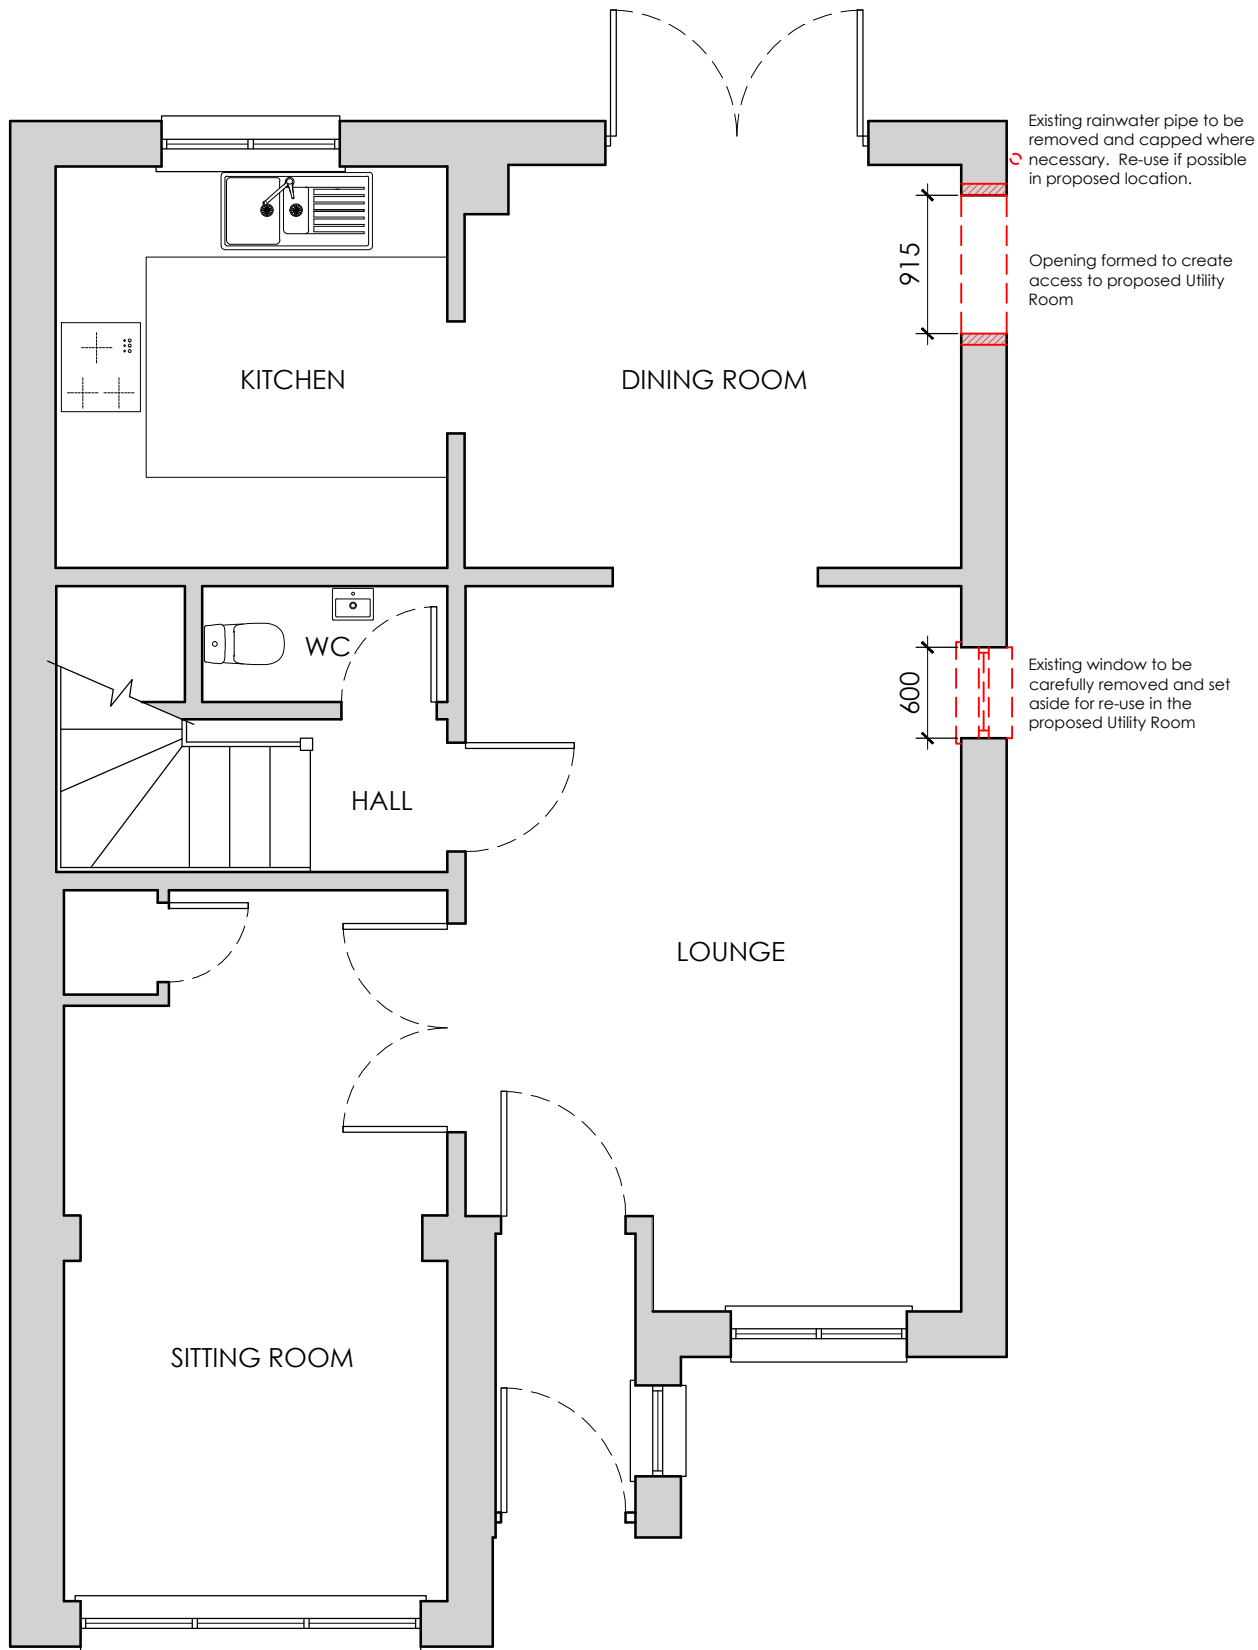 Existing rainwater pipe to be
removed and capped where
necessary.  Re-use if possible
in proposed location.
915
Opening formed to create
access to proposed Utility
Room
KITCHEN
DINING ROOM
WC
600
Existing window to be
carefully removed and set
aside for re-use in the
proposed Utility Room
HALL
LOUNGE
SITTING ROOM